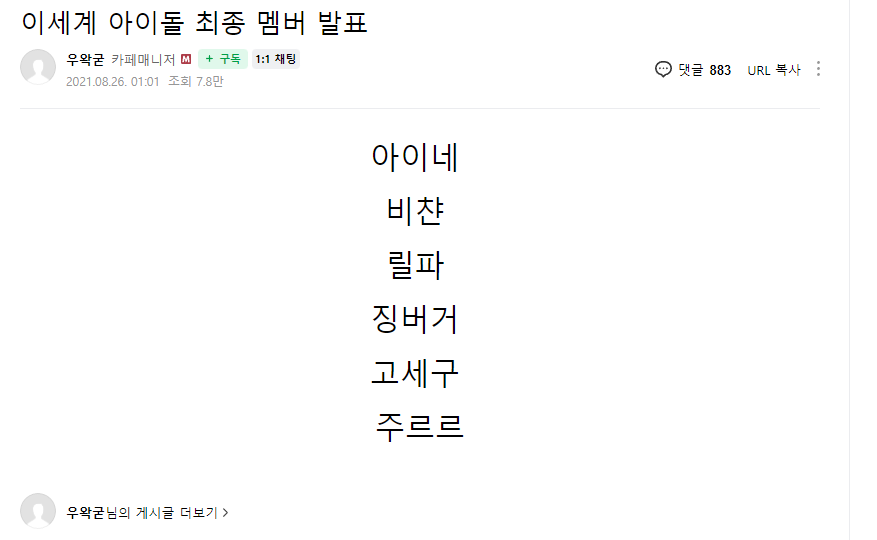 이세계 아이돌 최종 멤버 발표
우왁굳 카페매니저 M + 구독 1:1 채팅
2021.08.26. 01:01 조회 7.8만
댓글 883 URL 복사
아이네
비챤
릴파
징버거
고세구
주르르
우왁굳님의 게시글 더보기 >